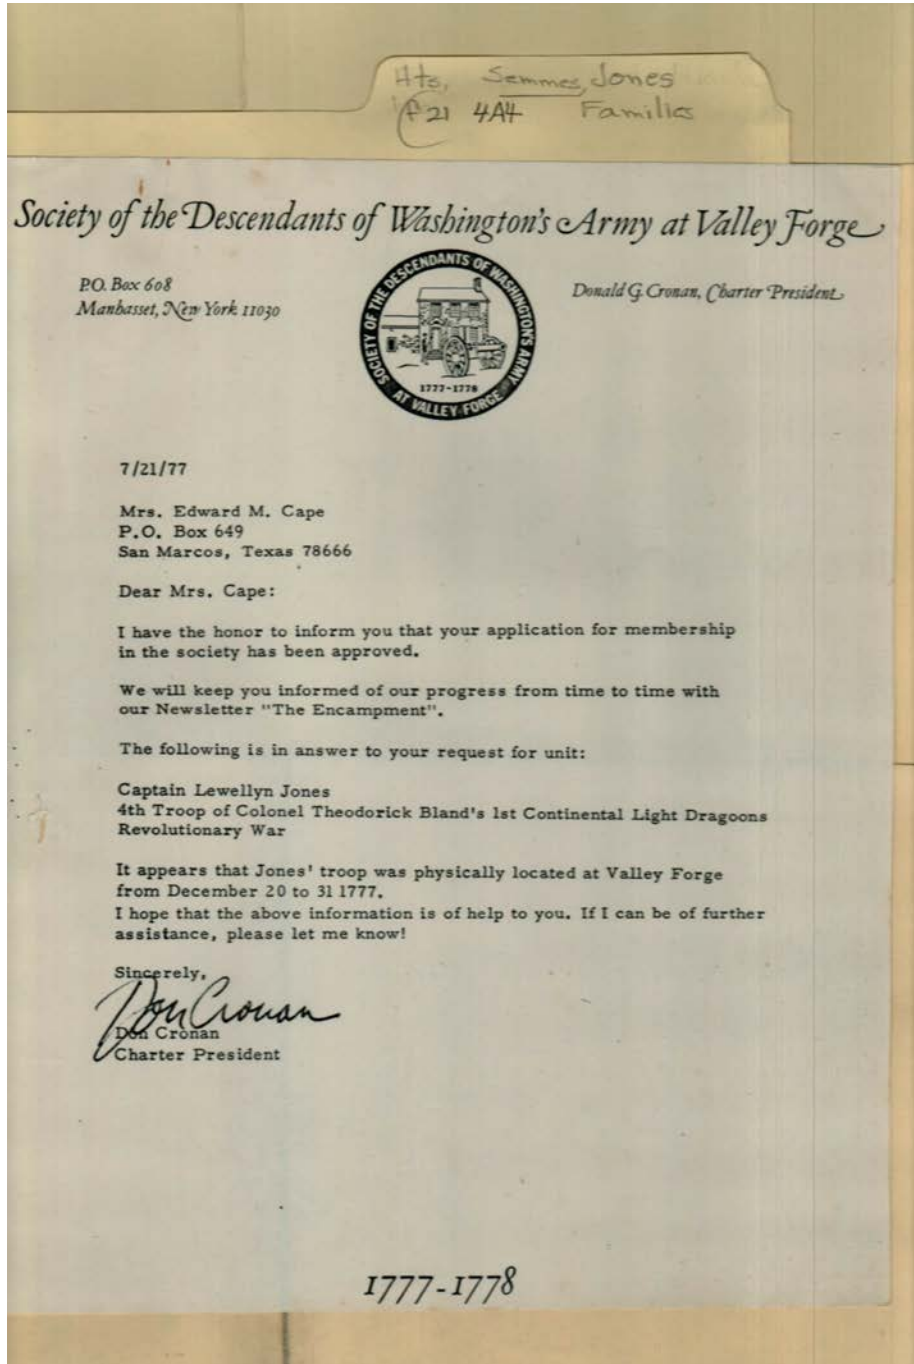 Hts, Semmes, Jones
f21 4A4 Families
Society of the Descendants of Washington's Army at Valley Forge
P.O. Box 608
Manhasset, New York 11030
Donald G. Cronan, Charter President
SOCIETY OF THE DESCENDANTS OF WASHINGTON'S ARMY
1777-1778
AT VALLEY FORGE
7/21/77
Mrs. Edward M. Cape
P.O. Box 649
San Marcos, Texas 78666
Dear Mrs. Cape:
I have the honor to inform you that your application for membership
in the society has been approved.
We will keep you informed of our progress from time to time with
our Newsletter "The Encampment".
The following is in answer to your request for unit:
Captain Lewellyn Jones
4th Troop of Colonel Theodorick Bland's 1st Continental Light Dragoons
Revolutionary War
It appears that Jones' troop was physically located at Valley Forge
from December 20 to 31 1777.
I hope that the above information is of help to you. If I can be of further
assistance, please let me know!
Sincerely,
Don Cronan
Don Cronan
Charter President
1777-1778